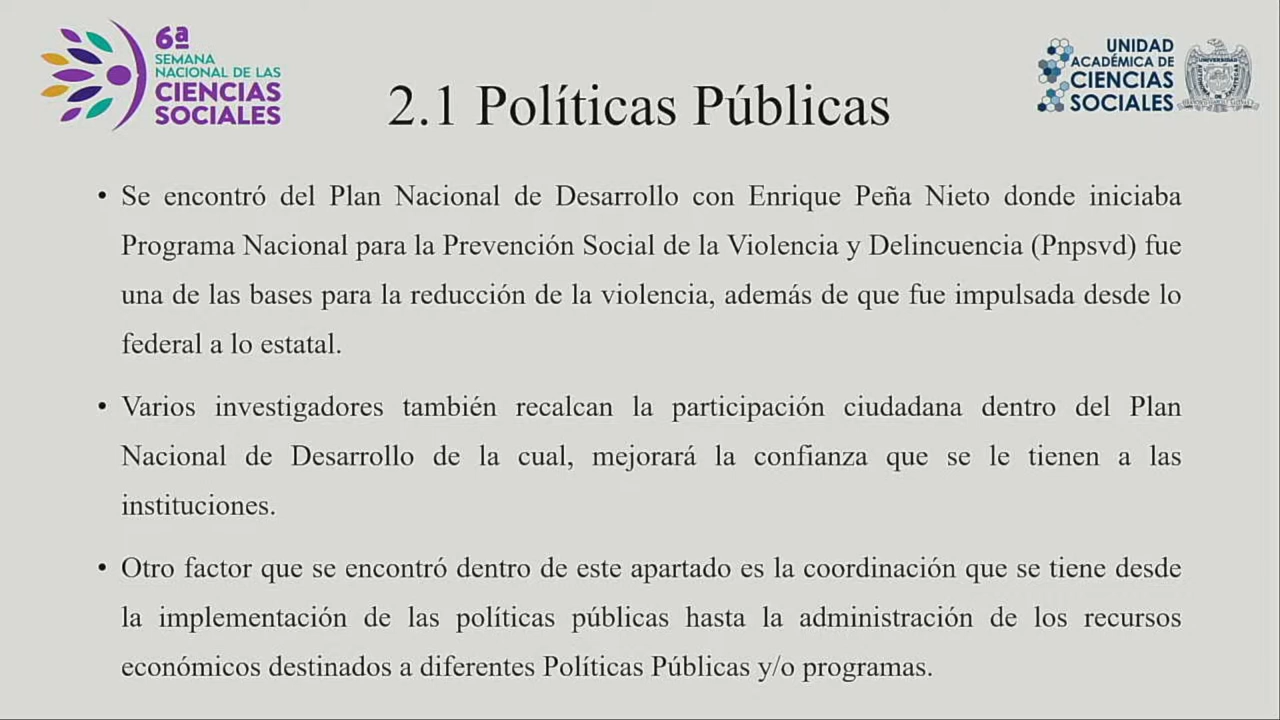 6ª
SEMANA
NACIONAL DE LAS
CIENCIAS
SOCIALES
UNIDAD
ACADÉMICA DE
CIENCIAS
SOCIALES
2.1 Políticas Públicas
• Se encontró del Plan Nacional de Desarrollo con Enrique Peña Nieto donde iniciaba
Programa Nacional para la Prevención Social de la Violencia y Delincuencia (Pnpsvd) fue
una de las bases para la reducción de la violencia, además de que fue impulsada desde lo
federal a lo estatal.
• Varios investigadores también recalcan la participación ciudadana dentro del Plan
Nacional de Desarrollo de la cual, mejorará la confianza que se le tienen a las
instituciones.
• Otro factor que se encontró dentro de este apartado es la coordinación que se tiene desde
la implementación de las políticas públicas hasta la administración de los recursos
económicos destinados a diferentes Políticas Públicas y/o programas.